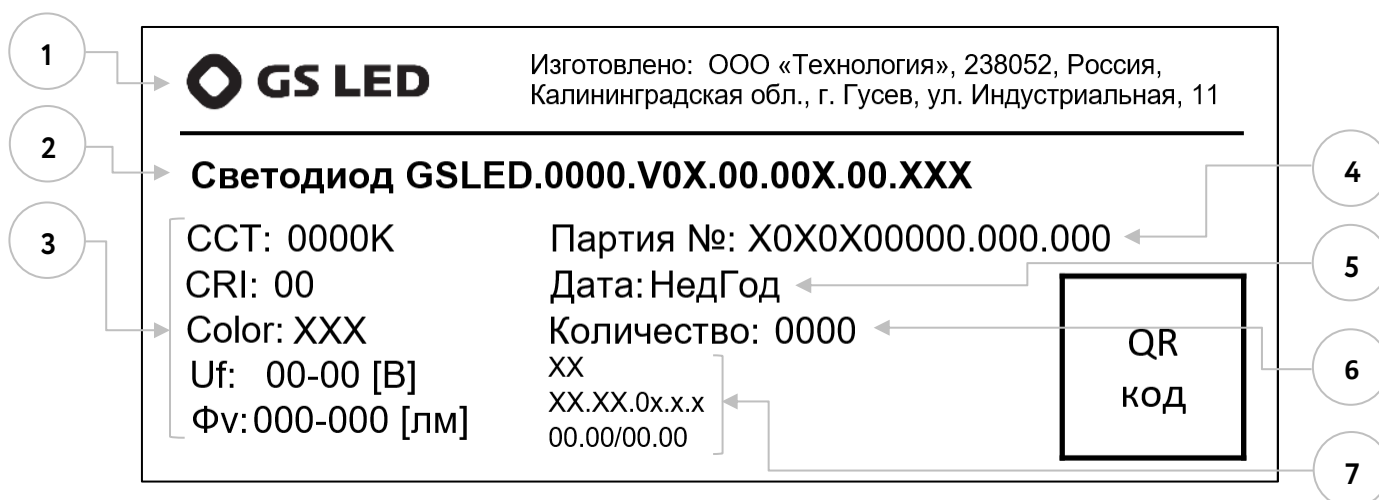 1
GS LED
Изготовлено: ООО «Технология», 238052, Россия,
Калининградская обл., г. Гусев, ул. Индустриальная, 11
2
Светодиод GSLED.0000.V0X.00.00X.00.XXX
4
3
CCT: 0000K
CRI: 00
Color: XXX
Uf: 00-00 [В]
Φv: 000-000 [лм]
Партия №: X0X0X00000.000.000
Дата: НедГод
Количество: 0000
XX
XX.XX.0x.x.x
00.00/00.00
QR
код
5
6
7